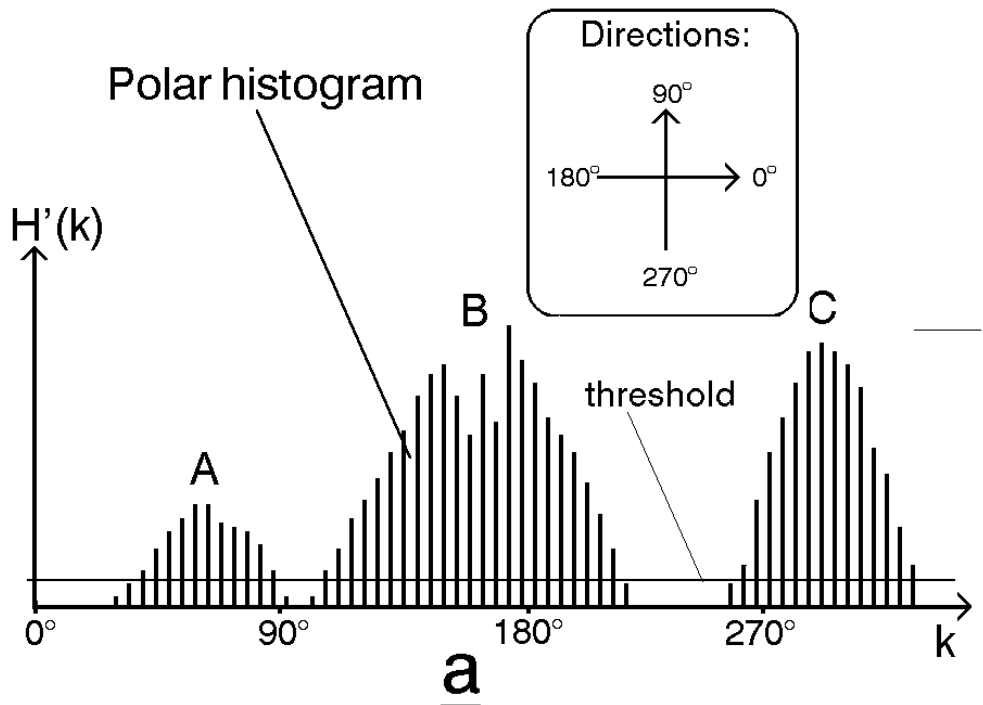 Directions:
Polar histogram
90°
180°
0°
H'(k)
270°
B
C
threshold
A
0°
90°
180°
270°
k
a